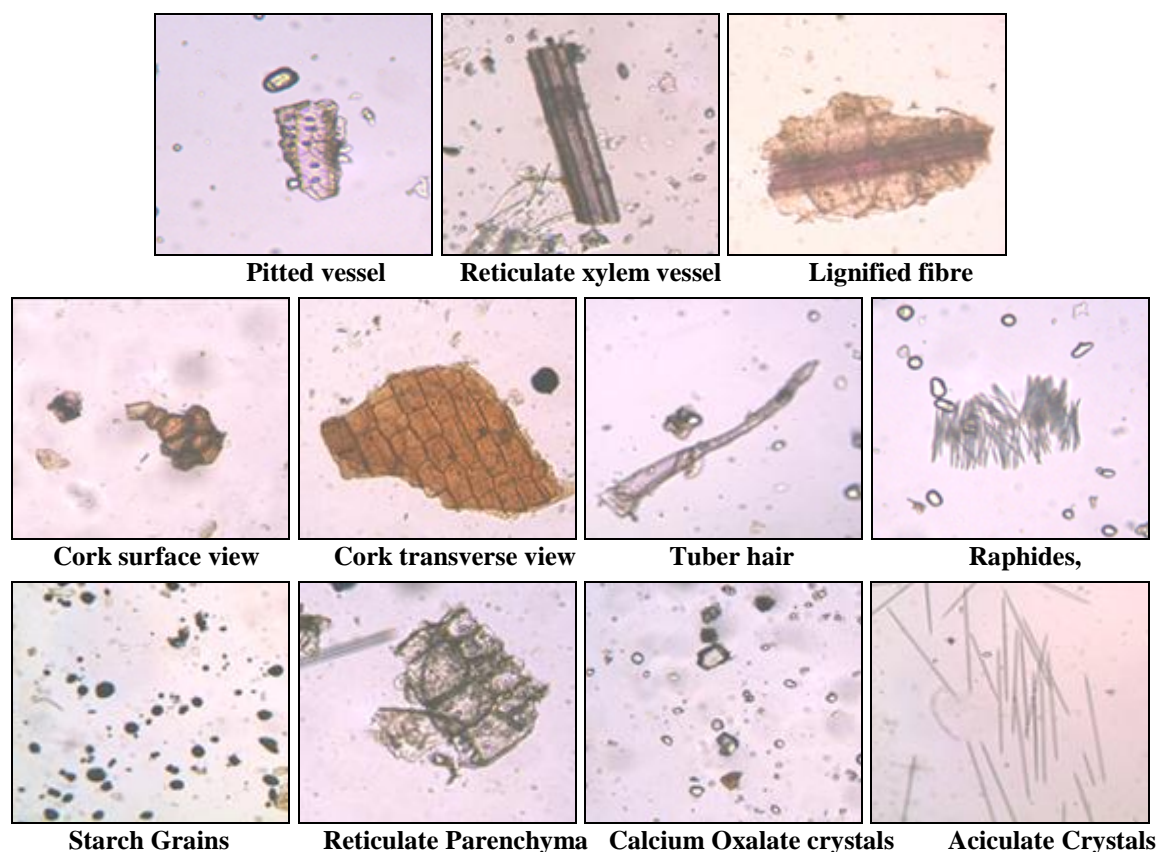 Pitted vessel Reticulate xylem vessel Lignified fibre
Cork surface view Cork transverse view Tuber hair Raphides,
Starch Grains Reticulate Parenchyma Calcium Oxalate crystals Aciculate Crystals